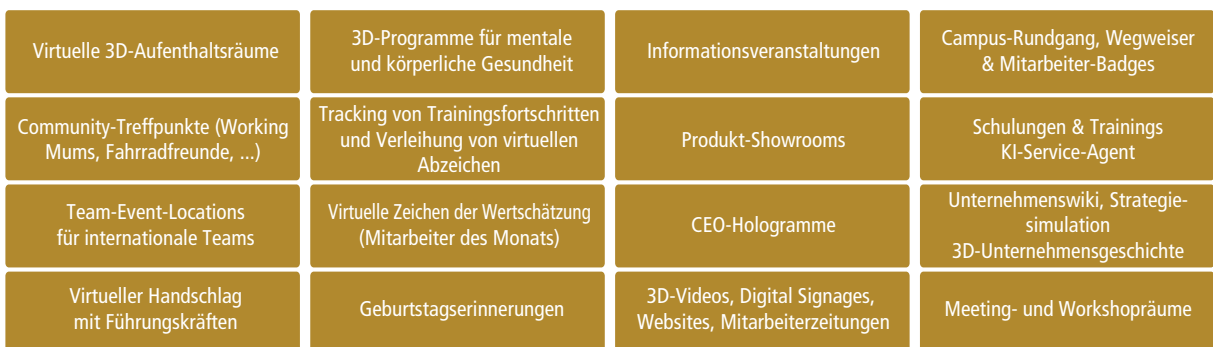 Virtuelle 3D-Aufenthaltsräume
3D-Programme für mentale
und körperliche Gesundheit
Informationsveranstaltungen
Campus-Rundgang, Wegweiser
& Mitarbeiter-Badges
Community-Treffpunkte (Working
Mums, Fahrradfreunde, ...)
Tracking von Trainingsfortschritten
und Verleihung von virtuellen
Abzeichen
Produkt-Showrooms
Schulungen & Trainings
KI-Service-Agent
Team-Event-Locations
für internationale Teams
Virtuelle Zeichen der Wertschätzung
(Mitarbeiter des Monats)
CEO-Hologramme
Unternehmenswiki, Strategie-
simulation
3D-Unternehmensgeschichte
Virtueller Handschlag
mit Führungskräften
Geburtstagserinnerungen
3D-Videos, Digital Signages,
Websites, Mitarbeiterzeitungen
Meeting- und Workshopräume